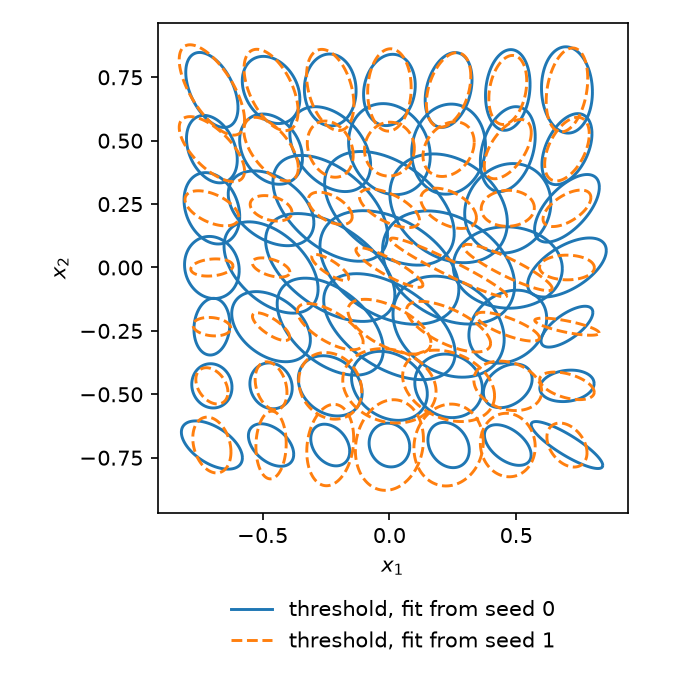 0.75
0.50
0.25
0.00
−0.25
−0.50
−0.75
x₂
−0.5 0.0 0.5
x₁
threshold, fit from seed 0
threshold, fit from seed 1